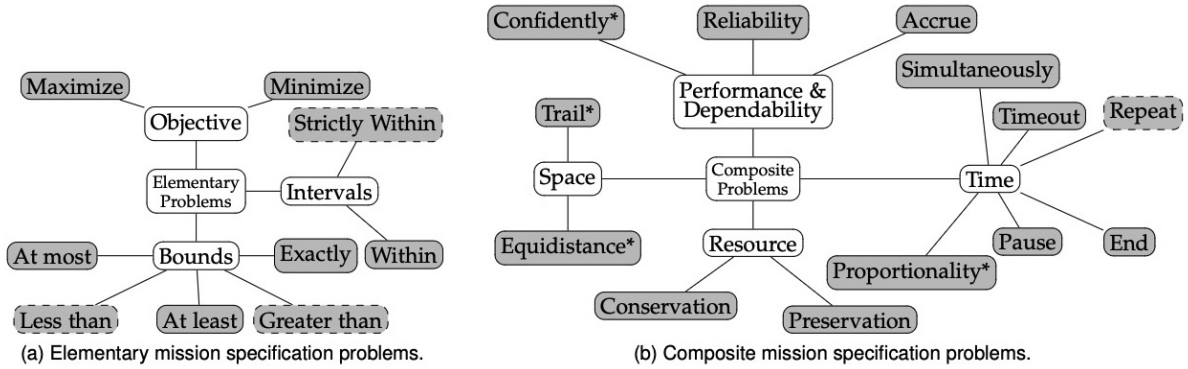 Maximize
Minimize
Objective
Strictly Within
Elementary
Problems
Intervals
At most
Bounds
Exactly
Within
Less than
At least
Greater than
(a) Elementary mission specification problems.
Confidently*
Reliability
Accrue
Performance &
Dependability
Simultaneously
Trail*
Timeout
Repeat
Space
Composite
Problems
Time
Equidistance*
Resource
Pause
End
Proportionality*
Conservation
Preservation
(b) Composite mission specification problems.